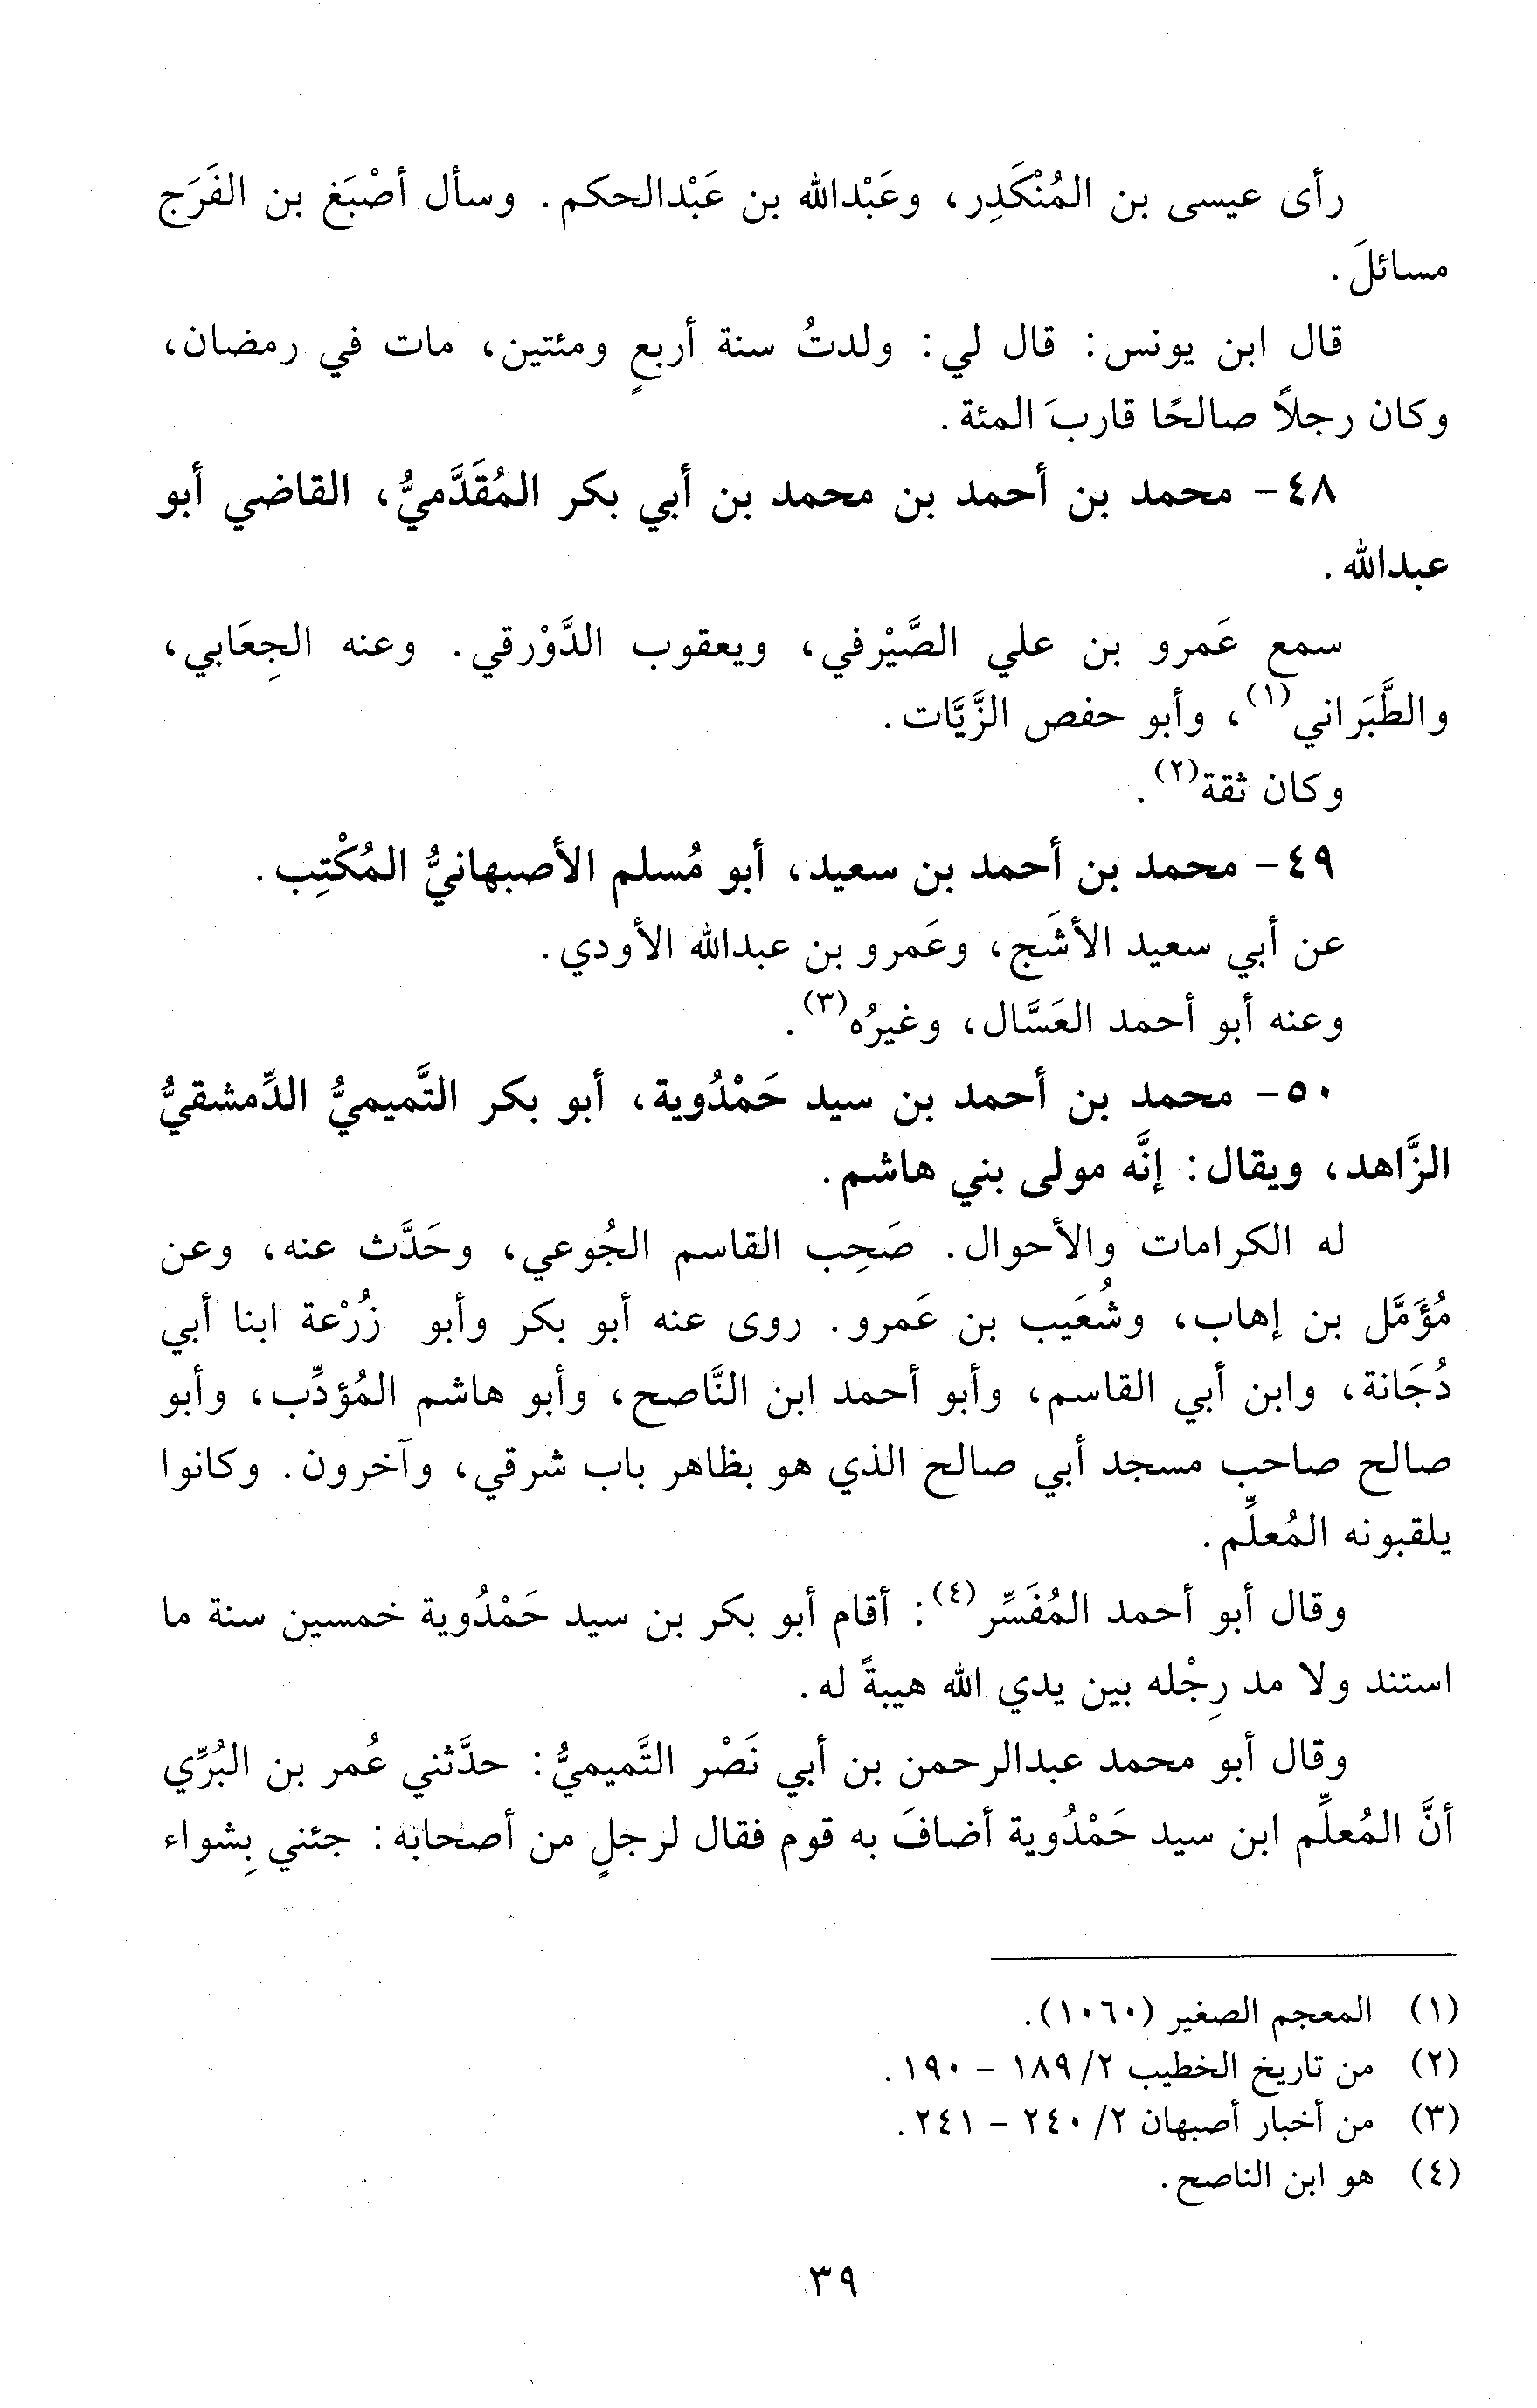 رأى عيسى بن المُنْكَدِر، وعَبْدالله بن عَبْدالحكم. وسأل أصْبَغ بن الفَرَج
مسائلَ.
قال ابن يونس: قال لي: ولدتُ سنة أربعٍ ومئتين، مات في رمضان،
وكان رجلاً صالحًا قاربَ المئة.
٤٨- محمد بن أحمد بن محمد بن أبي بكر المُقَدَّميُّ، القاضي أبو
عبدالله.
سمع عَمرو بن علي الصَّيْرفي، ويعقوب الدَّوْرقي. وعنه الجِعَابي،
والطَّبَراني(١)، وأبو حفص الزَّيَّات.
وكان ثقة(٢).
٤٩- محمد بن أحمد بن سعيد، أبو مُسلم الأصبهانيُّ المُكْتِب.
عن أبي سعيد الأشَج، وعَمرو بن عبدالله الأودي.
وعنه أبو أحمد العَسَّال، وغيرُه(٣).
٥٠- محمد بن أحمد بن سيد حَمْدُوية، أبو بكر التَّميميُّ الدِّمشقيُّ
الزَّاهد، ويقال: إنَّه مولى بني هاشم.
له الكرامات والأحوال. صَحِب القاسم الجُوعي، وحَدَّث عنه، وعن
مُؤَمَّل بن إهاب، وشُعَيب بن عَمرو. روى عنه أبو بكر وأبو زُرْعة ابنا أبي
دُجَانة، وابن أبي القاسم، وأبو أحمد ابن النَّاصح، وأبو هاشم المُؤدِّب، وأبو
صالح صاحب مسجد أبي صالح الذي هو بظاهر باب شرقي، وآخرون. وكانوا
يلقبونه المُعلِّم.
وقال أبو أحمد المُفَسِّر(٤): أقام أبو بكر بن سيد حَمْدُوية خمسين سنة ما
استند ولا مد رِجْله بين يدي الله هيبةً له.
وقال أبو محمد عبدالرحمن بن أبي نَصْر التَّميميُّ: حدَّثني عُمر بن البُرِّي
أنَّ المُعلِّم ابن سيد حَمْدُوية أضافَ به قوم فقال لرجلٍ من أصحابه: جئني بِشواء
(١) المعجم الصغير (١٠٦٠).
(٢) من تاريخ الخطيب ٢/ ١٨٩ - ١٩٠.
(٣) من أخبار أصبهان ٢/ ٢٤٠ - ٢٤١.
(٤) هو ابن الناصح.
٣٩